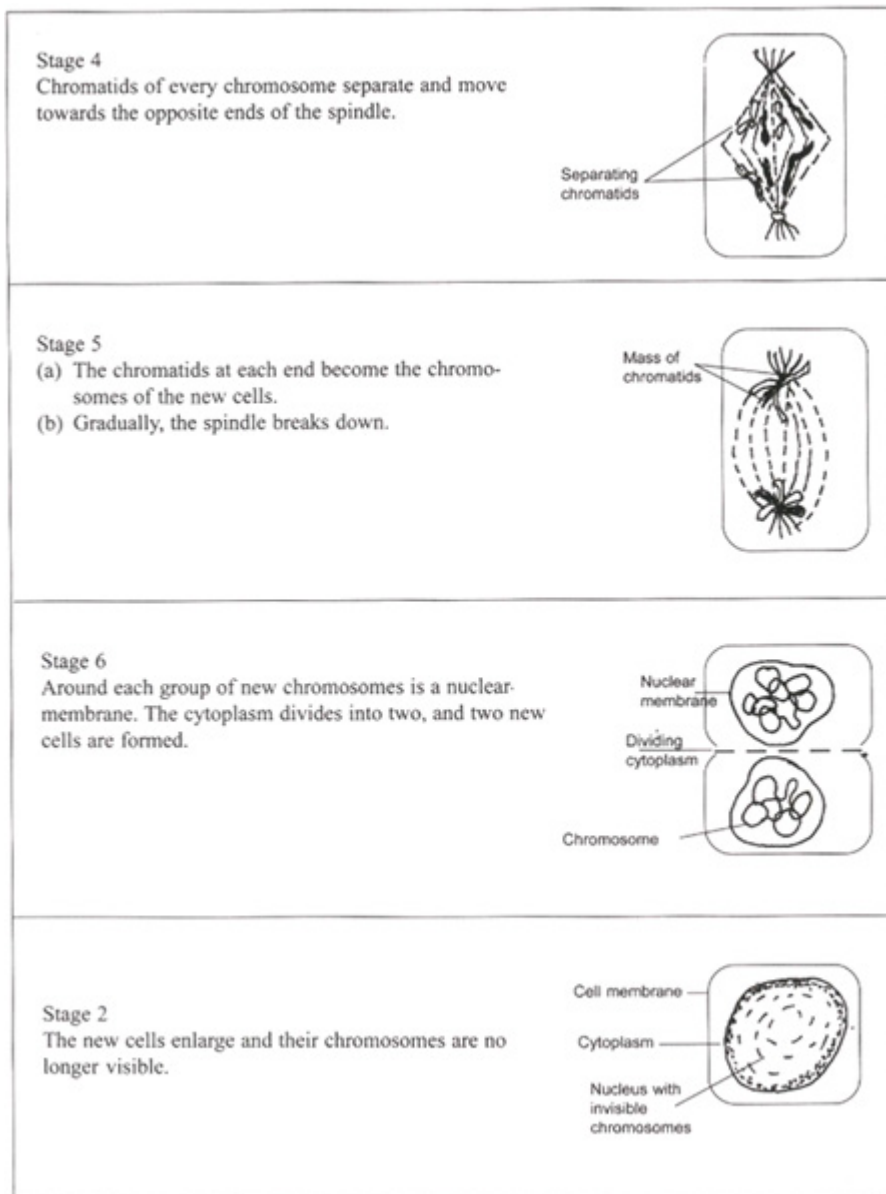 Stage 4
Chromatids of every chromosome separate and move
towards the opposite ends of the spindle.
Separating
chromatids
Stage 5
(a) The chromatids at each end become the chromo-
somes of the new cells.
(b) Gradually, the spindle breaks down.
Mass of
chromatids
Stage 6
Around each group of new chromosomes is a nuclear-
membrane. The cytoplasm divides into two, and two new
cells are formed.
Nuclear
membrane
Dividing
cytoplasm
Chromosome
Stage 2
The new cells enlarge and their chromosomes are no
longer visible.
Cell membrane
Cytoplasm
Nucleus with
invisible
chromosomes